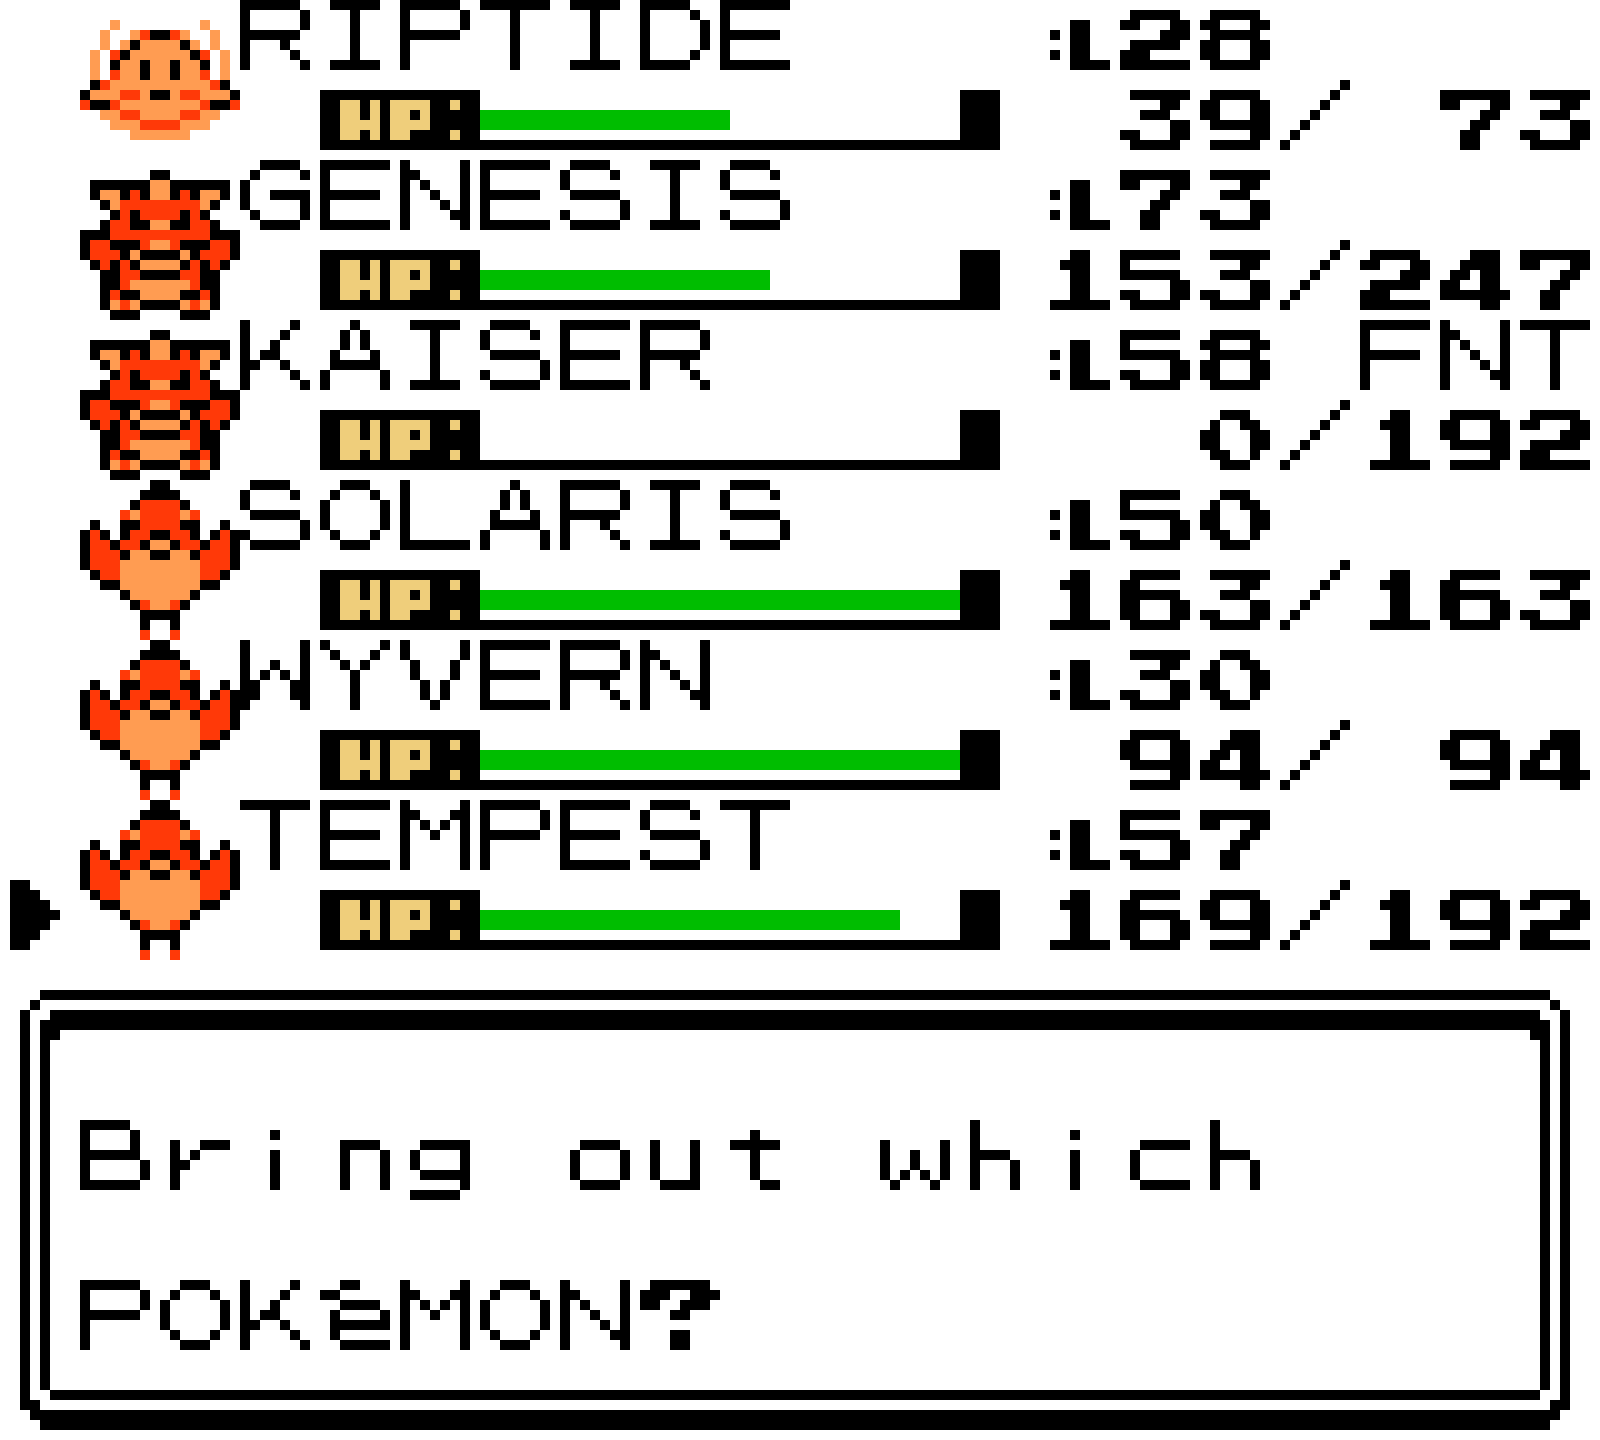 RIPTIDE :L28
HP: 39/ 73
GENESIS :L73
HP: 153/247
KAISER :L58 FNT
HP: 0/192
SOLARIS :L50
HP: 163/163
WYVERN :L30
HP: 94/ 94
TEMPEST :L57
HP: 169/192
Bring out which
POKéMON?